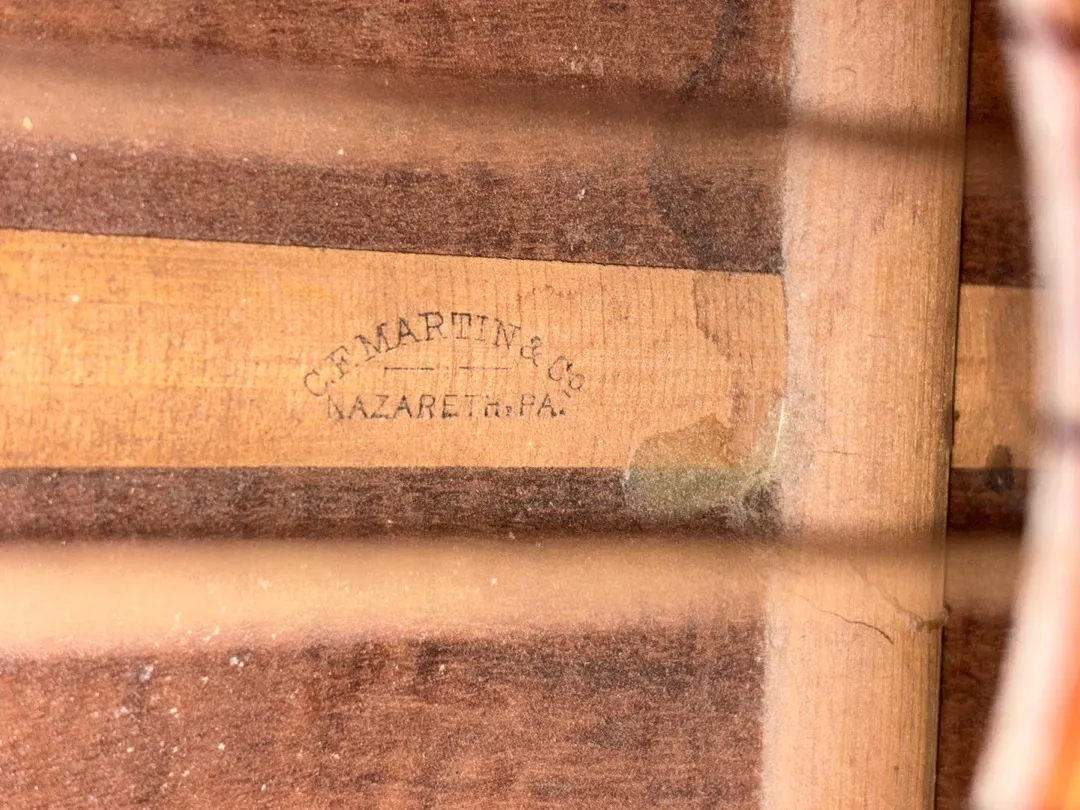 C. F. MARTIN & Co.
NAZARETH, PA.